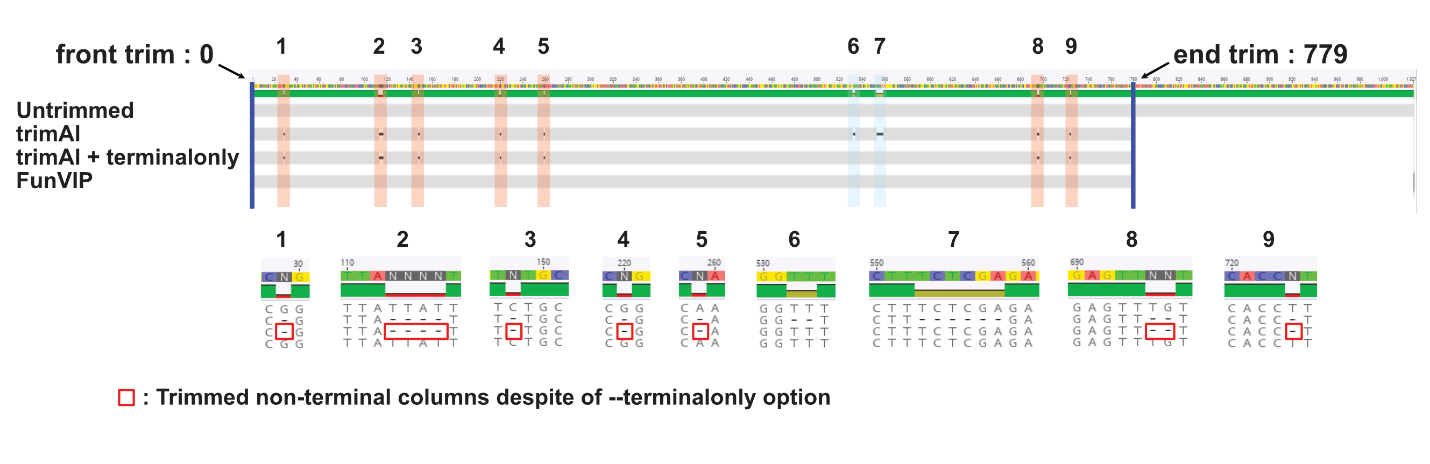 front trim : 0
1 2 3 4 5 6 7 8 9
end trim : 779
Untrimmed
trimAl
trimAl + terminalonly
FunVIP
1 2 3 4 5 6 7 8 9
30 110 150 220 260 530 550 560 690 720
C N G T T A N N N N T T N T G C C N G C N A G G T T T C T T T C T C G A G A G A G T T N N T C A C C N T
C G G T T A T T A T T T C T G C C G G C A A G G T T T C T T T C T C G A G A G A G T T T G T C A C C T T
C - G T T A - - - - T T - T G C C - G C - A G G T - - C T T - - - - - - G A G A G T T - - T C A C C - T
C - G T T A - - - - T T - T G C C - G C - A G G T T T C T T T C T C G A G A G A G T T - - T C A C C - T
C G G T T A T T A T T T C T G C C G G C A A G G T T T C T T T C T C G A G A G A G T T T G T C A C C T T
: Trimmed non-terminal columns despite of --terminalonly option